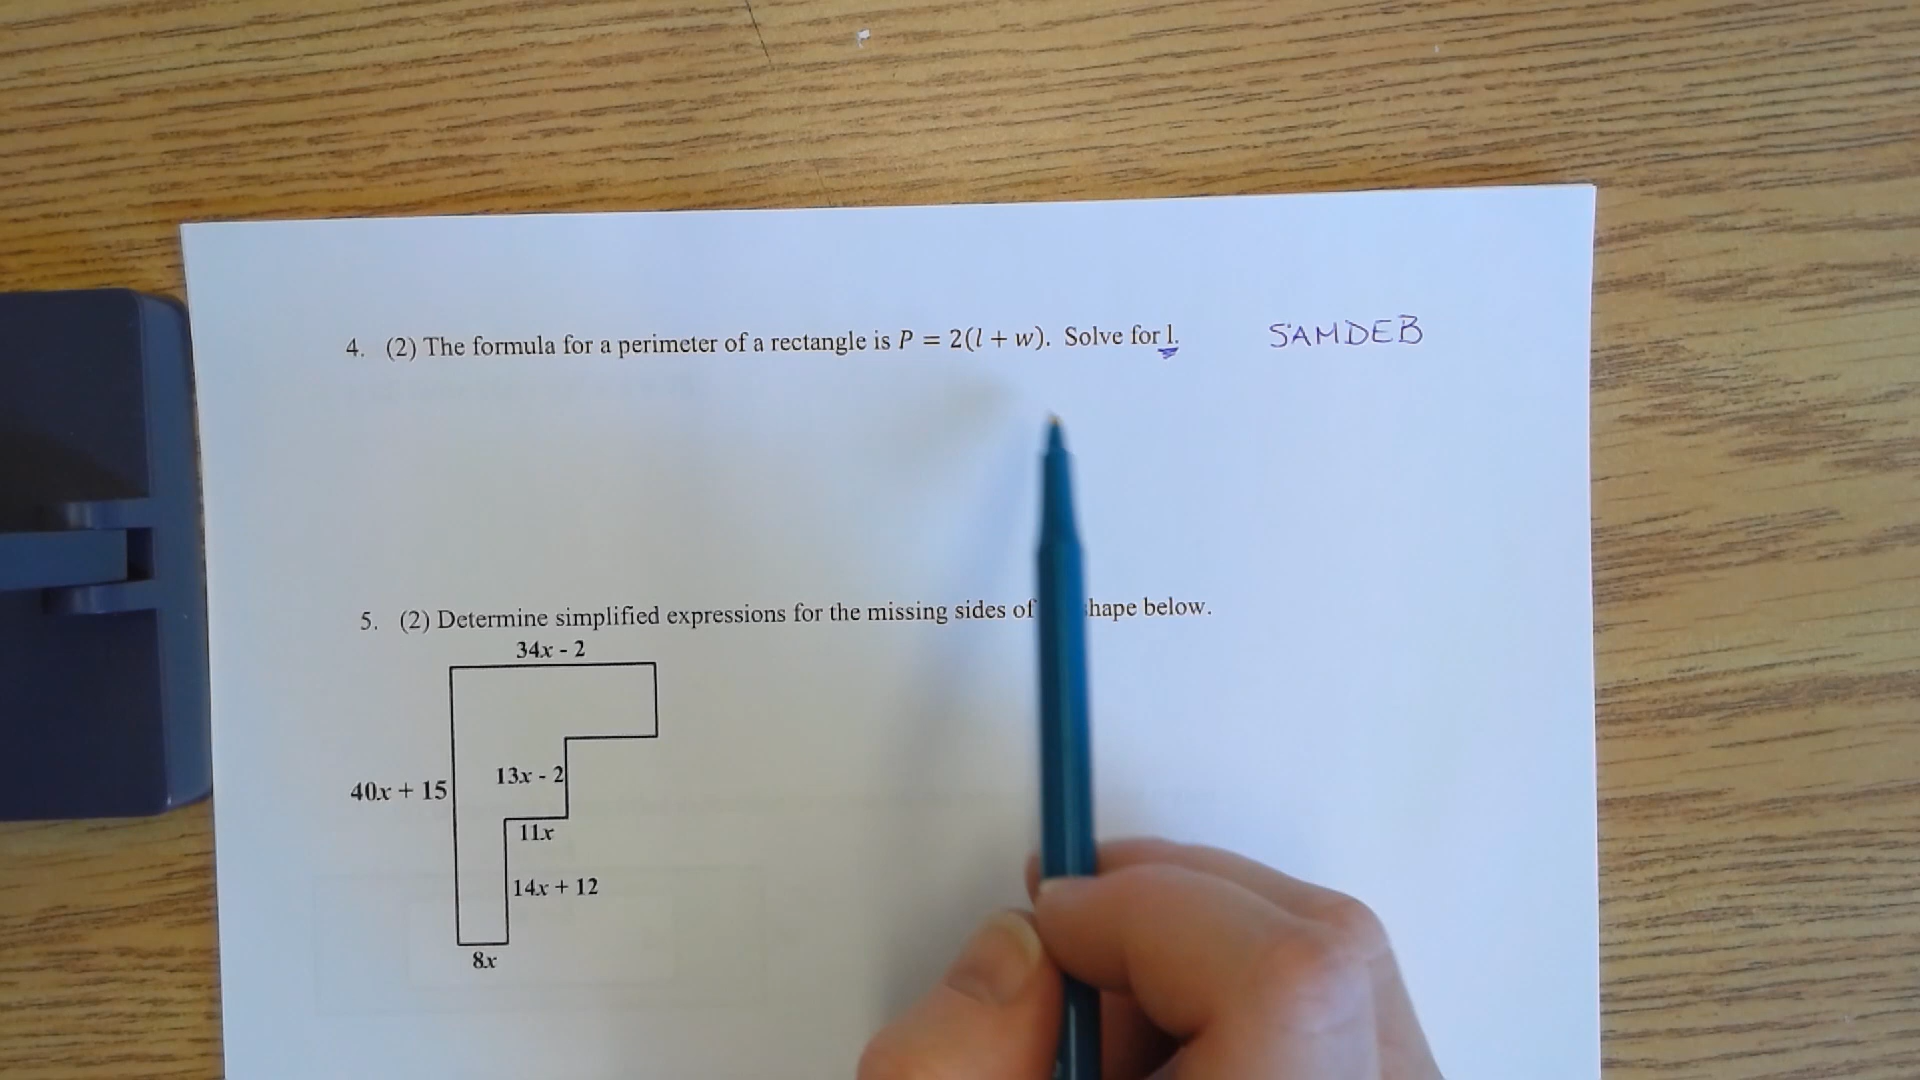 4. (2) The formula for a perimeter of a rectangle is P = 2(l + w). Solve for l. SAMDEB
5. (2) Determine simplified expressions for the missing sides of hape below.
34x - 2
13x - 2
40x + 15
11x
14x + 12
8x